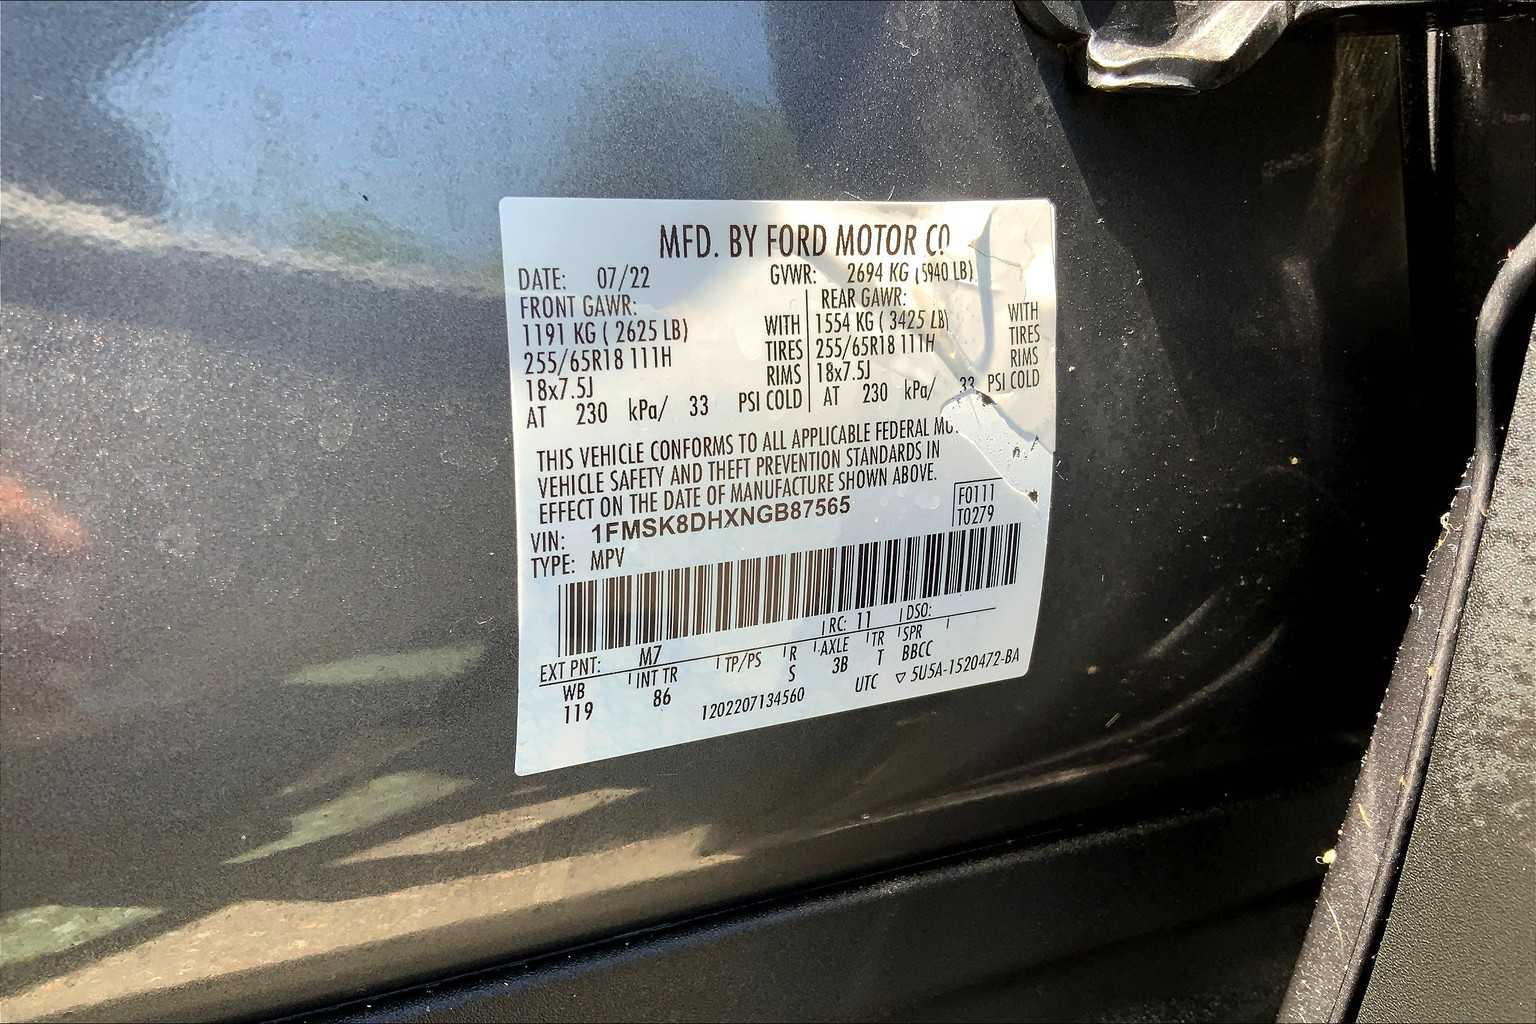 MFD. BY FORD MOTOR CO
DATE: 07/22 GVWR: 2694 KG (5940 LB)
FRONT GAWR: REAR GAWR:
1191 KG ( 2625 LB) WITH 1554 KG ( 3425 LB) WITH
255/65R18 111H TIRES 255/65R18 111H TIRES
18x7.5J RIMS 18x7.5J RIMS
AT 230 kPa/ 33 PSI COLD AT 230 kPa/ 33 PSI COLD
THIS VEHICLE CONFORMS TO ALL APPLICABLE FEDERAL
VEHICLE SAFETY AND THEFT PREVENTION STANDARDS IN
EFFECT ON THE DATE OF MANUFACTURE SHOWN ABOVE.
VIN: 1FMSK8DHXNGB87565 F0111
TYPE: MPV T0279
EXT PNT: M7 RC: 11 DSO:
WB INT TR TP/PS R AXLE TR SPR
119 86 S 3B T BBCC
1202207134560 UTC ▽ 5U5A-1520472-BA